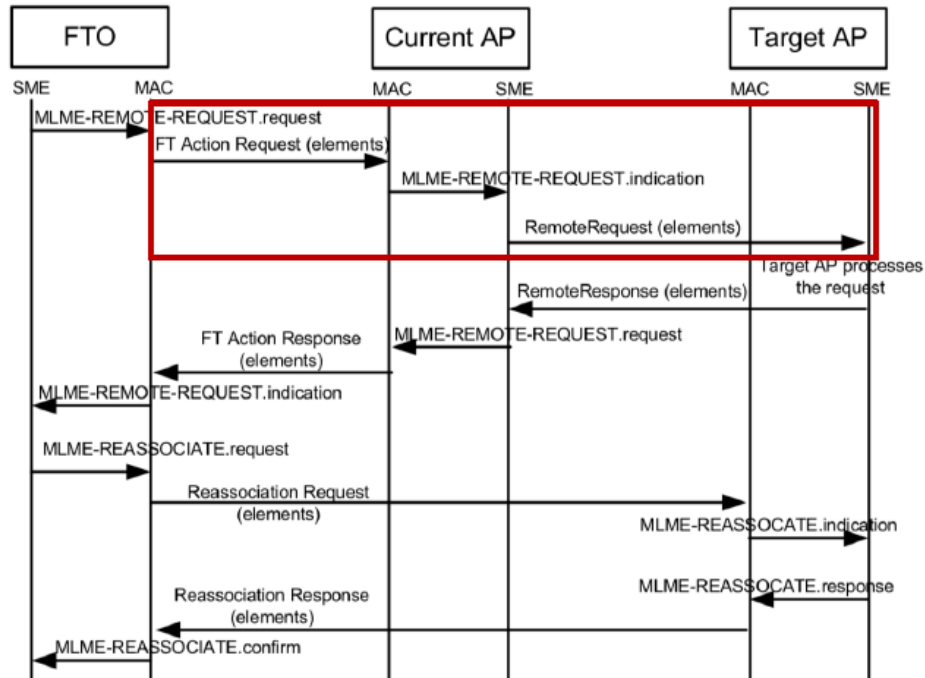 FTO
Current AP
Target AP
SME
MAC
MAC
SME
MAC
SME
MLME-REMOTE-REQUEST.request
FT Action Request (elements)
MLME-REMOTE-REQUEST.indication
RemoteRequest (elements)
Target AP processes
the request
RemoteResponse (elements)
MLME-REMOTE-REQUEST.request
FT Action Response
(elements)
MLME-REMOTE-REQUEST.indication
MLME-REASSOCIATE.request
Reassociation Request
(elements)
MLME-REASSOCATE.indication
MLME-REASSOCATE.response
Reassociation Response
(elements)
MLME-REASSOCIATE.confirm